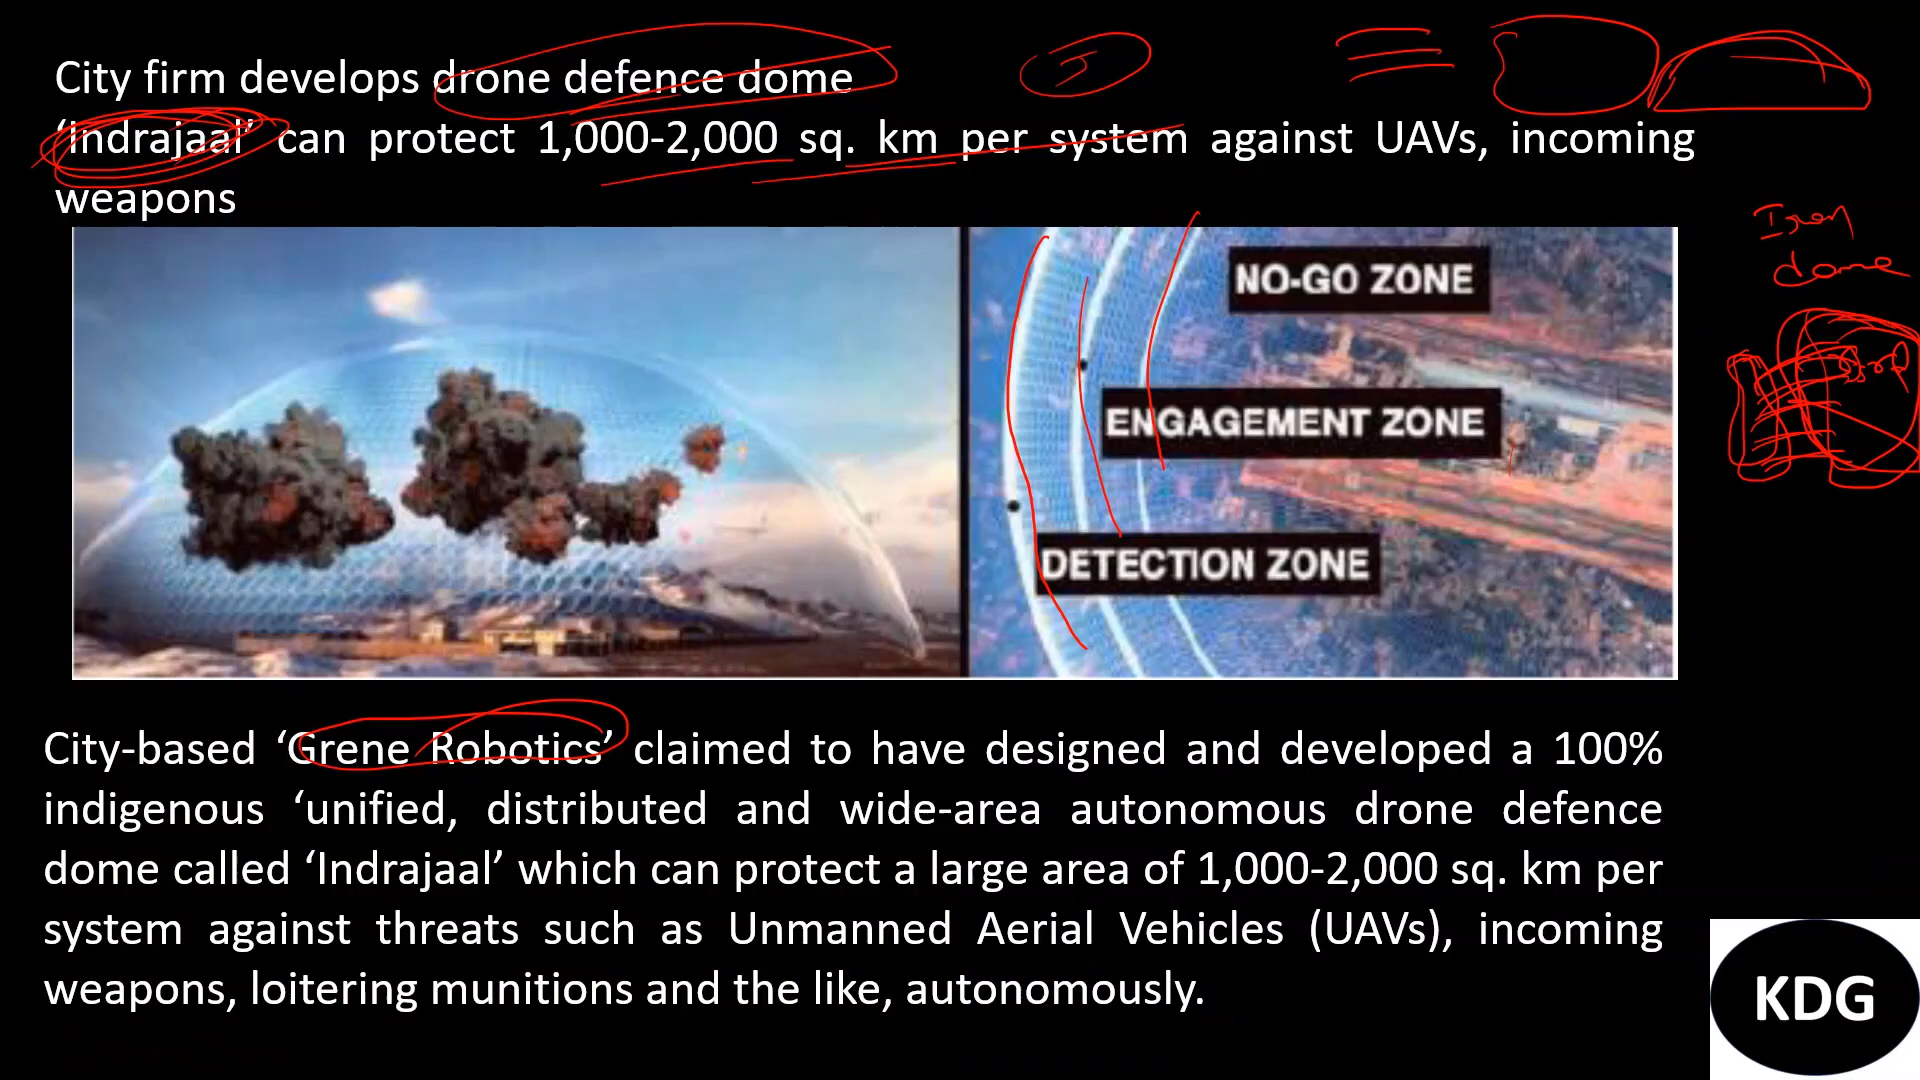 City firm develops drone defence dome
‘Indrajaal’ can protect 1,000-2,000 sq. km per system against UAVs, incoming
weapons
Iron
dome
NO-GO ZONE
ENGAGEMENT ZONE
DETECTION ZONE
City-based ‘Grene Robotics’ claimed to have designed and developed a 100%
indigenous ‘unified, distributed and wide-area autonomous drone defence
dome called ‘Indrajaal’ which can protect a large area of 1,000-2,000 sq. km per
system against threats such as Unmanned Aerial Vehicles (UAVs), incoming
weapons, loitering munitions and the like, autonomously.
KDG